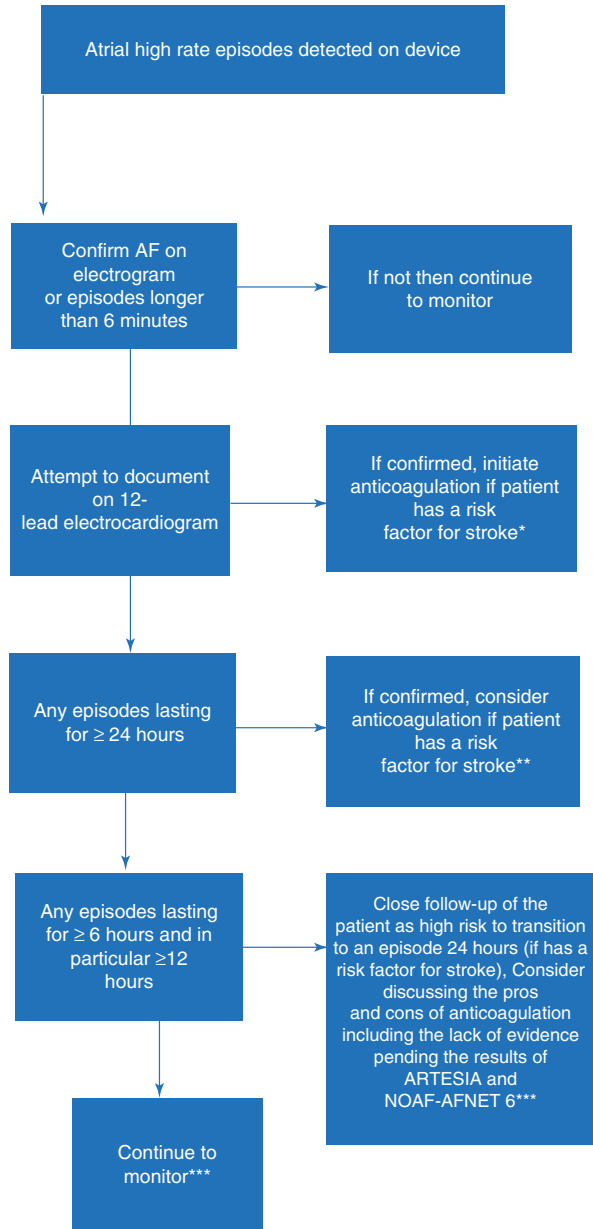 Atrial high rate episodes detected on device
Confirm AF on
electrogram
or episodes longer
than 6 minutes
If not then continue
to monitor
Attempt to document
on 12-
lead electrocardiogram
If confirmed, initiate
anticoagulation if patient
has a risk
factor for stroke*
Any episodes lasting
for ≥ 24 hours
If confirmed, consider
anticoagulation if patient
has a risk
factor for stroke**
Any episodes lasting
for ≥ 6 hours and in
particular ≥12
hours
Close follow-up of the
patient as high risk to transition
to an episode 24 hours (if has a
risk factor for stroke), Consider
discussing the pros
and cons of anticoagulation
including the lack of evidence
pending the results of
ARTESIA and
NOAF-AFNET 6***
Continue to
monitor***